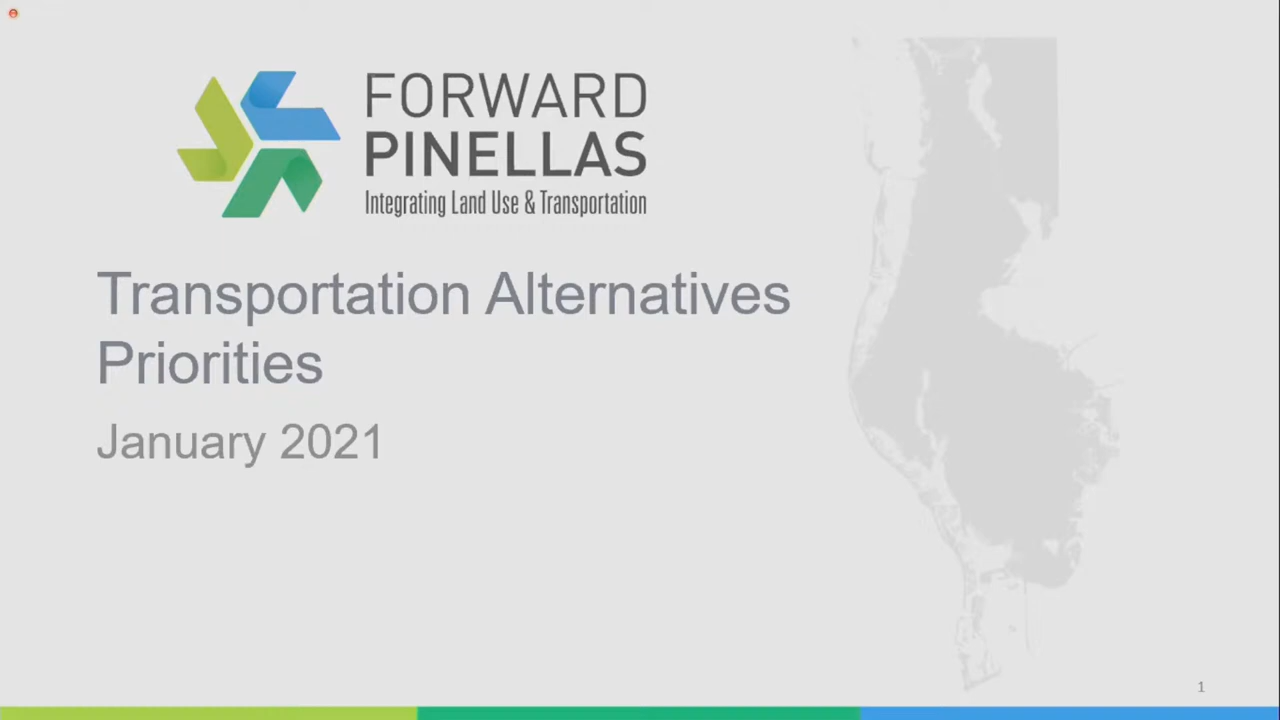 FORWARD
PINELLAS
Integrating Land Use & Transportation
Transportation Alternatives
Priorities
January 2021
1